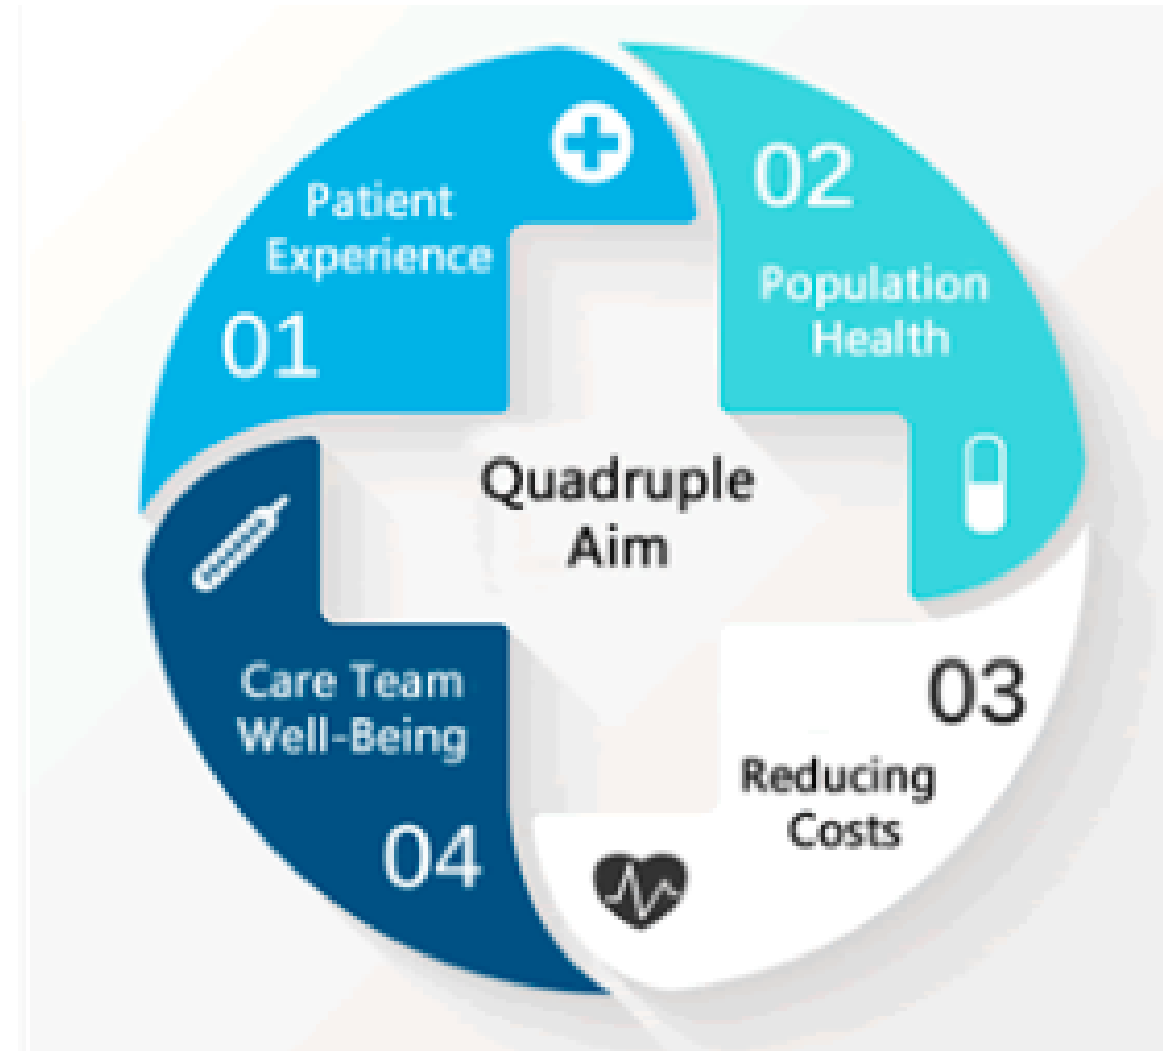 Patient
Experience
01
02
Population
Health
Quadruple
Aim
03
Reducing
Costs
Care Team
Well-Being
04